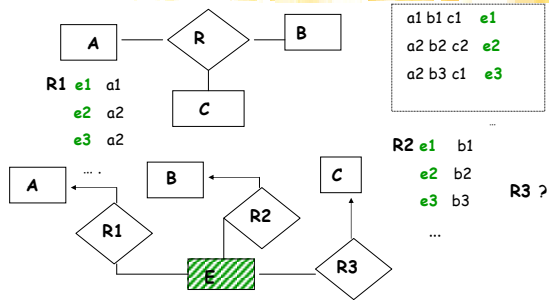 A
R
B
C
a1 b1 c1 e1
a2 b2 c2 e2
a2 b3 c1 e3
...
R1 e1 a1
e2 a2
e3 a2
... .
R2 e1 b1
e2 b2
e3 b3
...
R3 ?
A
B
C
R1
R2
R3
E